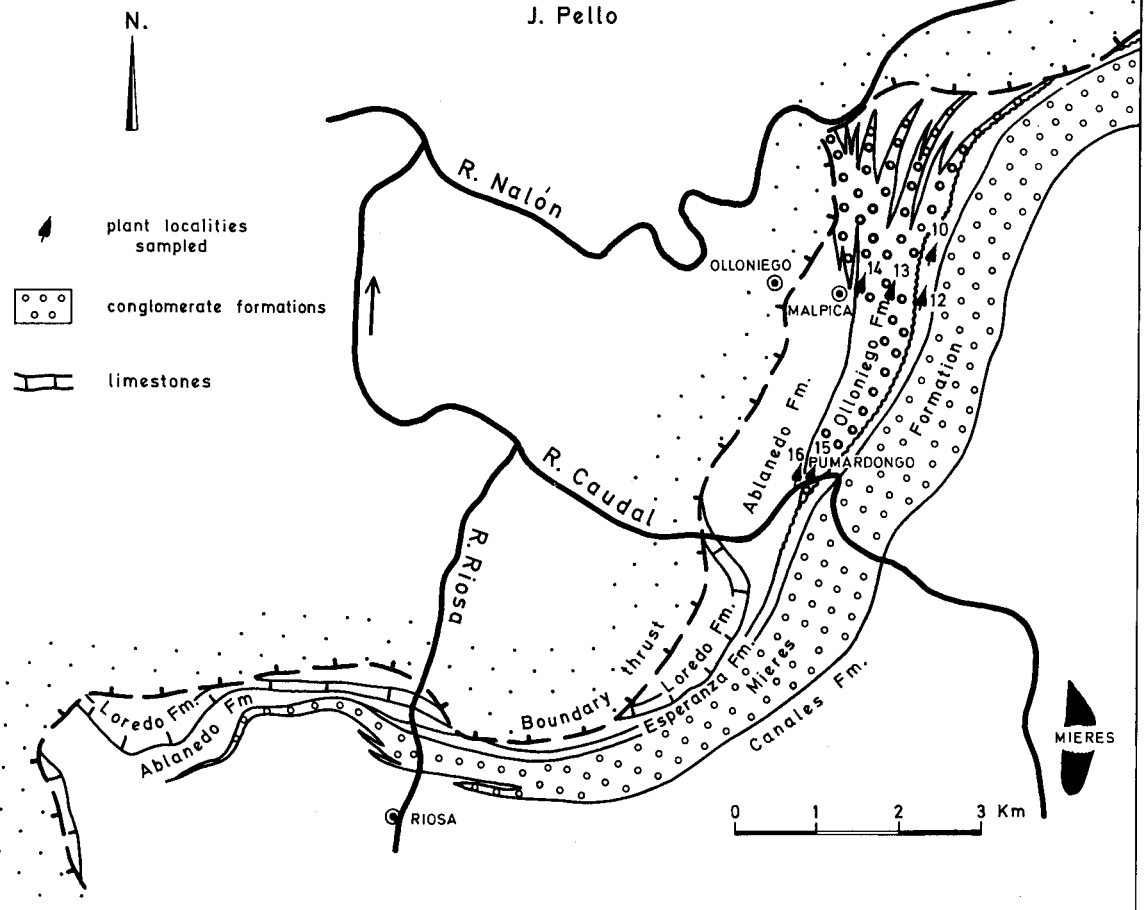 J. Pello
N.
R. Nalón
plant localities
sampled
conglomerate formations
limestones
10
OLLONIEGO
14
13
12
MALPICA
Olloniego Fm.
Ablanedo Fm.
Formation
16
15
PUMARDONGO
R. Caudal
R. Riosa
Loredo Fm.
Boundary thrust
Esperanza Fm.
Mieres
Canales Fm.
Loredo Fm.
Ablanedo Fm
MIERES
RIOSA
0 1 2 3 Km